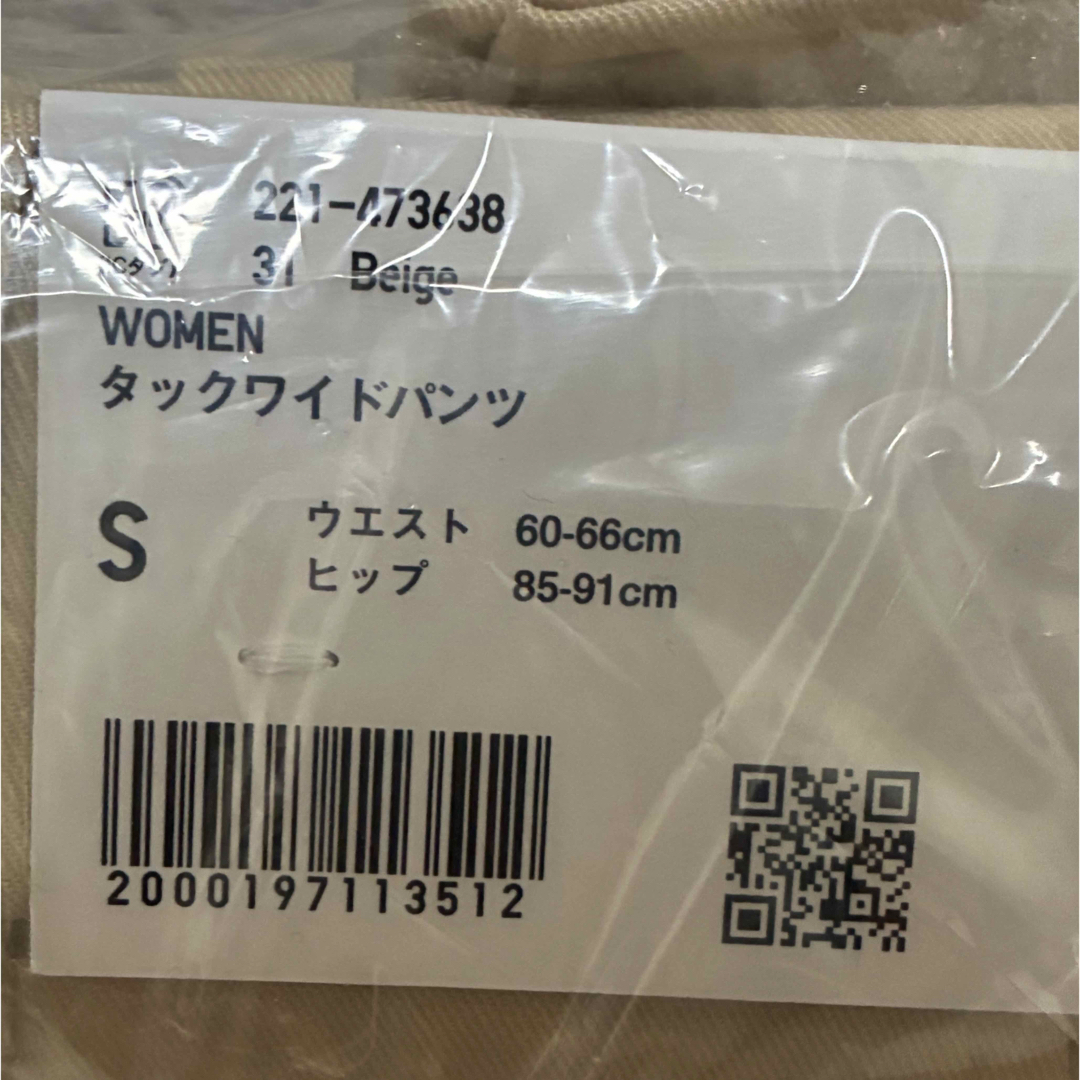 221-473638
31 Beige
WOMEN
タックワイドパンツ
S
ウエスト 60-66cm
ヒップ 85-91cm
2000197113512